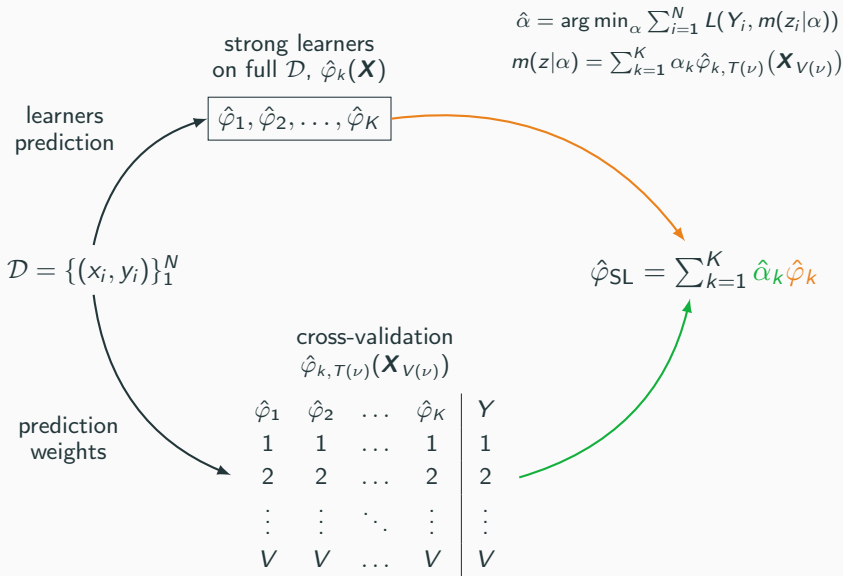 α̂ = arg min_α ∑_{i=1}^{N} L(Y_i, m(z_i|α))
m(z|α) = ∑_{k=1}^{K} α_k φ̂_{k,T(ν)}(X_{V(ν)})
strong learners
on full 𝒟, φ̂_k(X)
φ̂_1, φ̂_2, . . . , φ̂_K
learners
prediction
𝒟 = {(x_i, y_i)}_1^N
φ̂_SL = ∑_{k=1}^{K} α̂_k φ̂_k
cross-validation
φ̂_{k,T(ν)}(X_{V(ν)})
prediction
weights
φ̂_1 φ̂_2 . . . φ̂_K Y
1 1 . . . 1 1
2 2 . . . 2 2
⋮ ⋮ ⋱ ⋮ ⋮
V V . . . V V